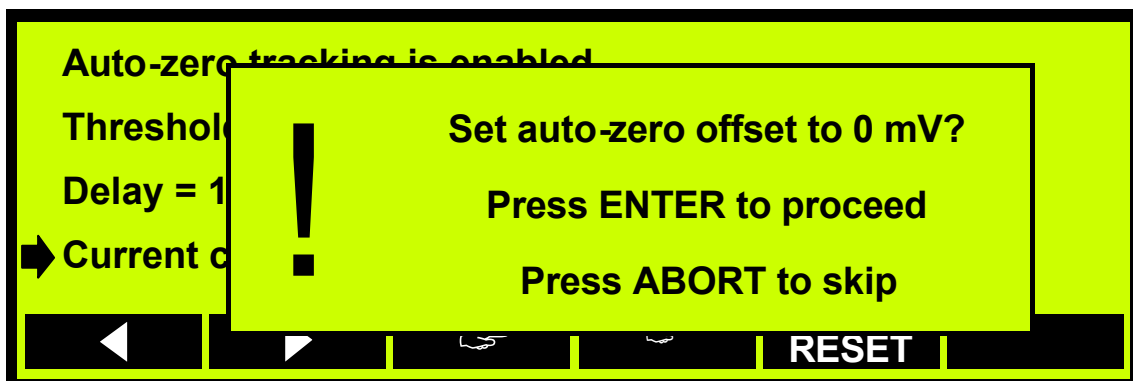 Auto-zero tracking is enabled
Threshol
Delay = 1
Current c
Set auto-zero offset to 0 mV?
Press ENTER to proceed
Press ABORT to skip
RESET